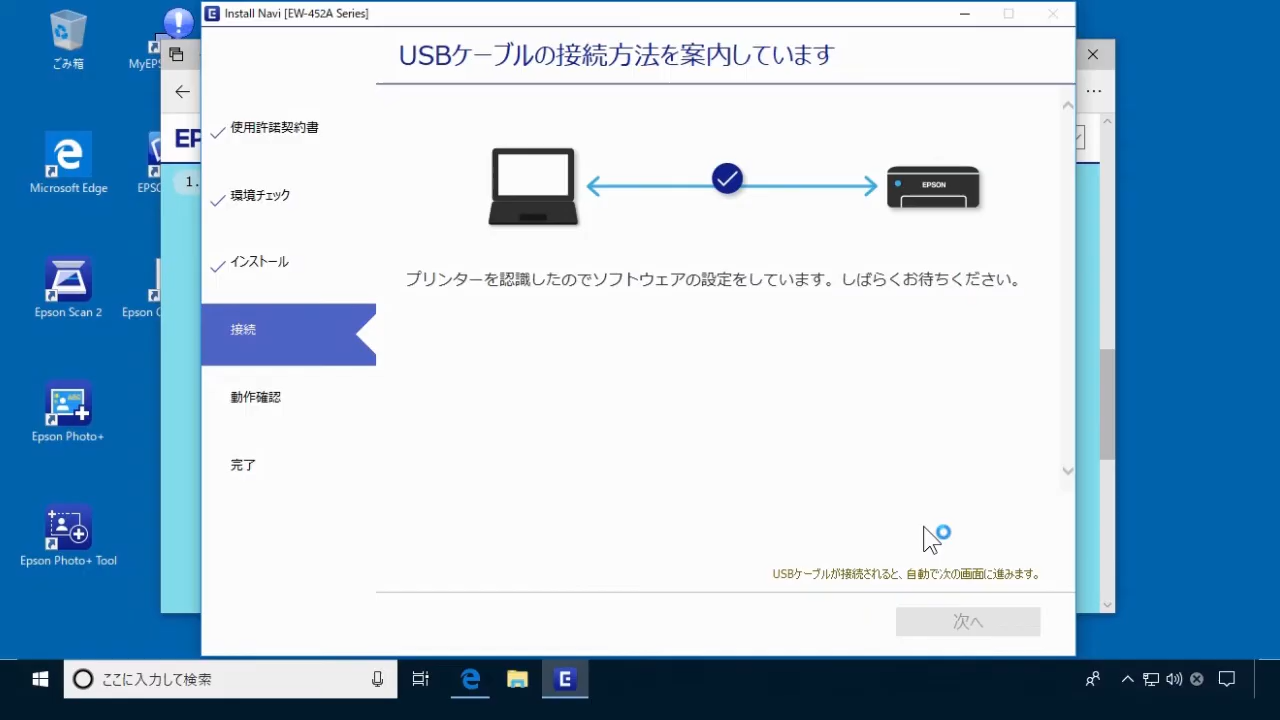 Install Navi [EW-452A Series]
USBケーブルの接続方法を案内しています
使用許諾契約書
環境チェック
インストール
接続
動作確認
完了
EPSON
プリンターを認識したのでソフトウェアの設定をしています。しばらくお待ちください。
USBケーブルが接続されると、自動で次の画面に進みます。
次へ
ごみ箱
MyEPS
Microsoft Edge
EPSC
Epson Scan 2
Epson
Epson Photo+
Epson Photo+ Tool
EP
1.
ここに入力して検索